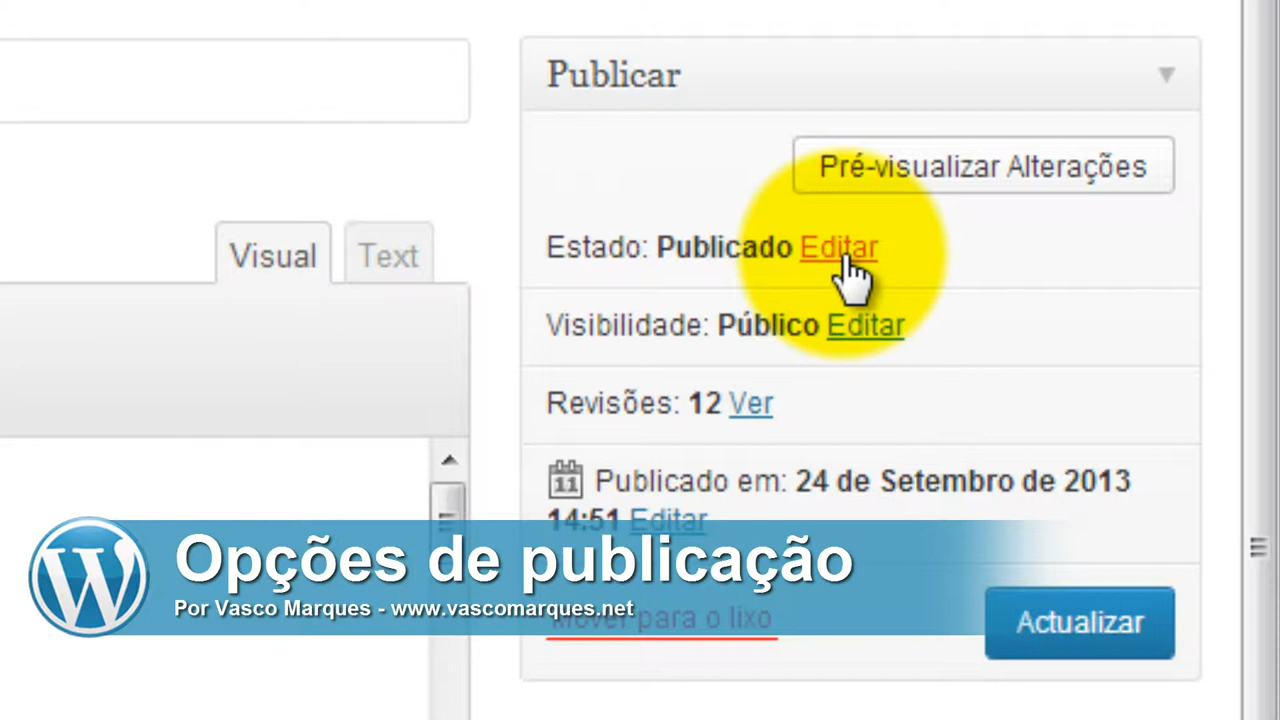 Publicar
Pré-visualizar Alterações
Visual
Text
Estado: Publicado Editar
Visibilidade: Público Editar
Revisões: 12 Ver
11 Publicado em: 24 de Setembro de 2013
14:51 Editar
Opções de publicação
Por Vasco Marques - www.vascomarques.net
Mover para o lixo
Actualizar